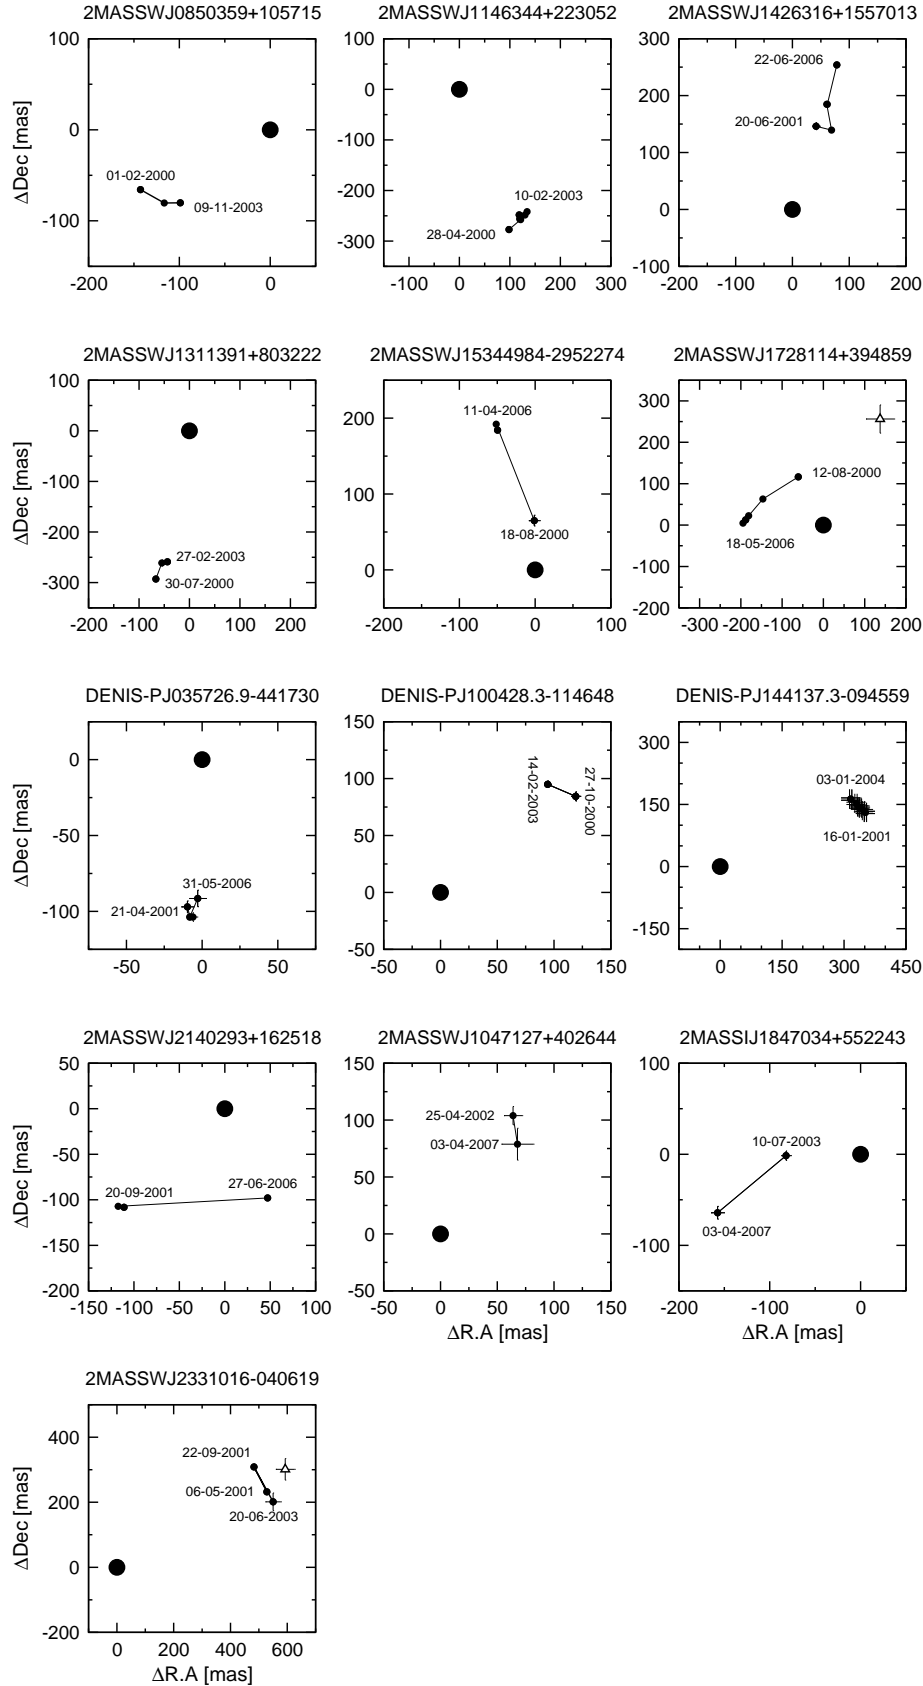 2MASSWJ0850359+105715 2MASSWJ1146344+223052 2MASSWJ1426316+1557013
100 100 300
22-06-2006
0 0 200
20-06-2001
-100 100
01-02-2000 10-02-2003
-100 09-11-2003 -200 0
28-04-2000
-300 -100
-200 -100 0 -100 0 100 200 300 -200 -100 0 100 200
ΔDec [mas]
2MASSWJ1311391+803222 2MASSWJ15344984-2952274 2MASSWJ1728114+394859
100 200 300
11-04-2006
0 200
12-08-2000
-100 100 100
-200 18-08-2000 0
27-02-2003 18-05-2006
-300 30-07-2000 0 -100
-200
-200 -100 0 100 200 -200 -100 0 100 -300 -200 -100 0 100 200
ΔDec [mas]
DENIS-PJ035726.9-441730 DENIS-PJ100428.3-114648 DENIS-PJ144137.3-094559
0 150 300
03-01-2004
100 14-02-2003 27-10-2000 150
-50 50 16-01-2001
31-05-2006
21-04-2001 0 0
-100 -150
-50
-50 0 50 -50 0 50 100 150 0 150 300 450
ΔDec [mas]
2MASSWJ2140293+162518 2MASSWJ1047127+402644 2MASSIJ1847034+552243
50 150 100
0 100 25-04-2002 10-07-2003
-50 03-04-2007 0
20-09-2001 27-06-2006 50
-100 03-04-2007
-150 0 -100
-200 -50
-150 -100 -50 0 50 100 -50 0 50 100 150 -200 -100 0
ΔDec [mas]
ΔR.A [mas] ΔR.A [mas]
2MASSWJ2331016-040619
400
22-09-2001
200 06-05-2001
20-06-2003
0
-200
0 200 400 600
ΔDec [mas]
ΔR.A [mas]